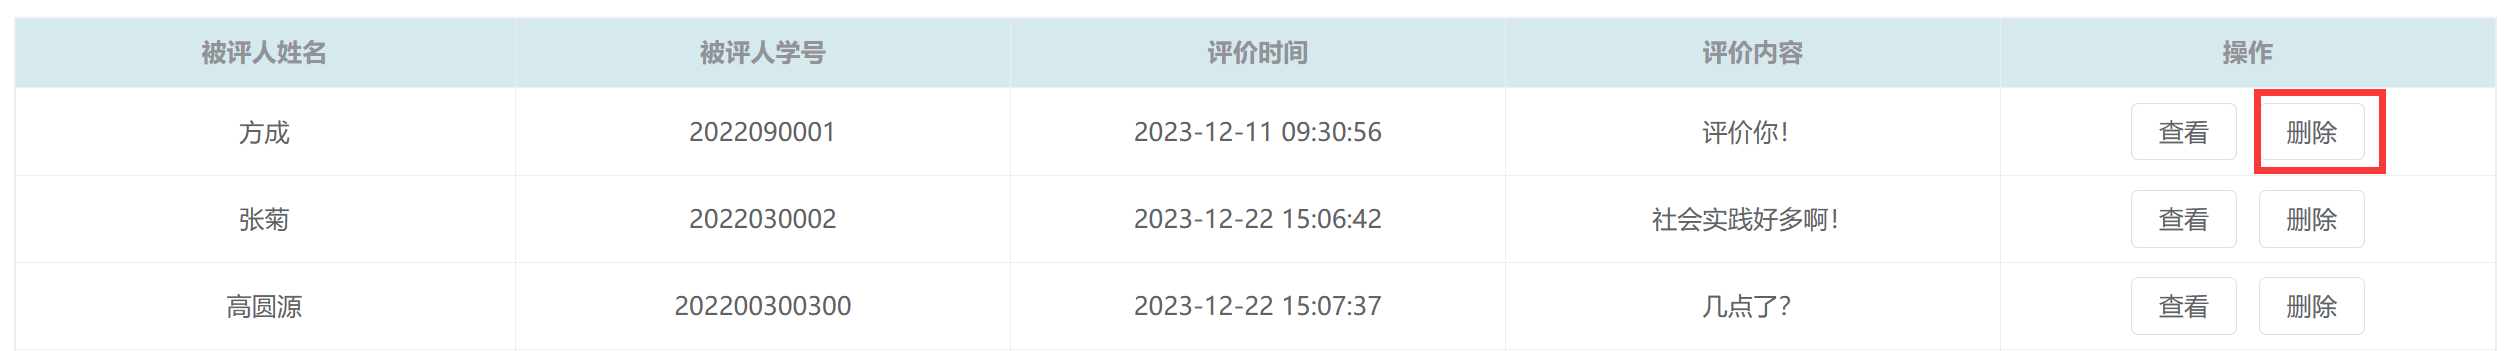 被评人姓名 被评人学号 评价时间 评价内容 操作
方成 2022090001 2023-12-11 09:30:56 评价你！ 查看 删除
张菊 2022030002 2023-12-22 15:06:42 社会实践好多啊！ 查看 删除
高圆源 202200300300 2023-12-22 15:07:37 几点了？ 查看 删除